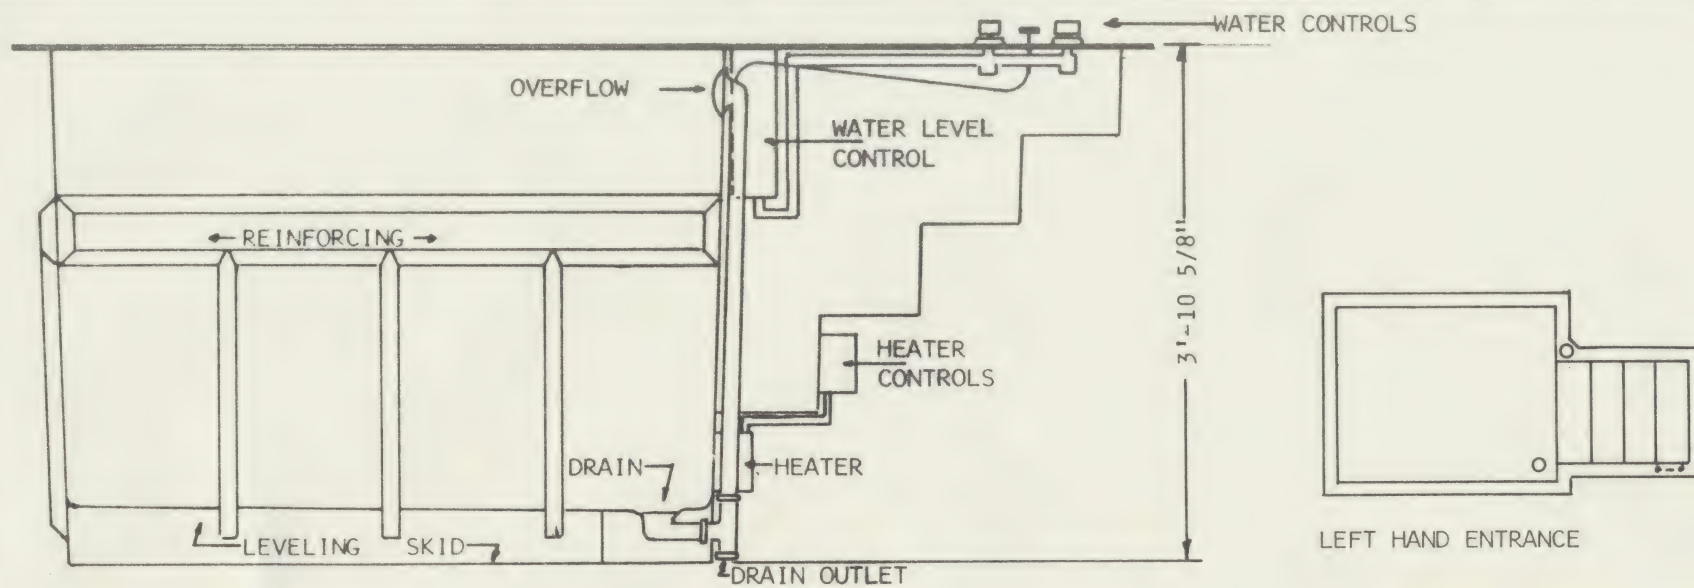 WATER CONTROLS
OVERFLOW
WATER LEVEL
CONTROL
REINFORCING
3'-10 5/8"
HEATER
CONTROLS
DRAIN
HEATER
LEVELING
SKID
LEFT HAND ENTRANCE
DRAIN OUTLET